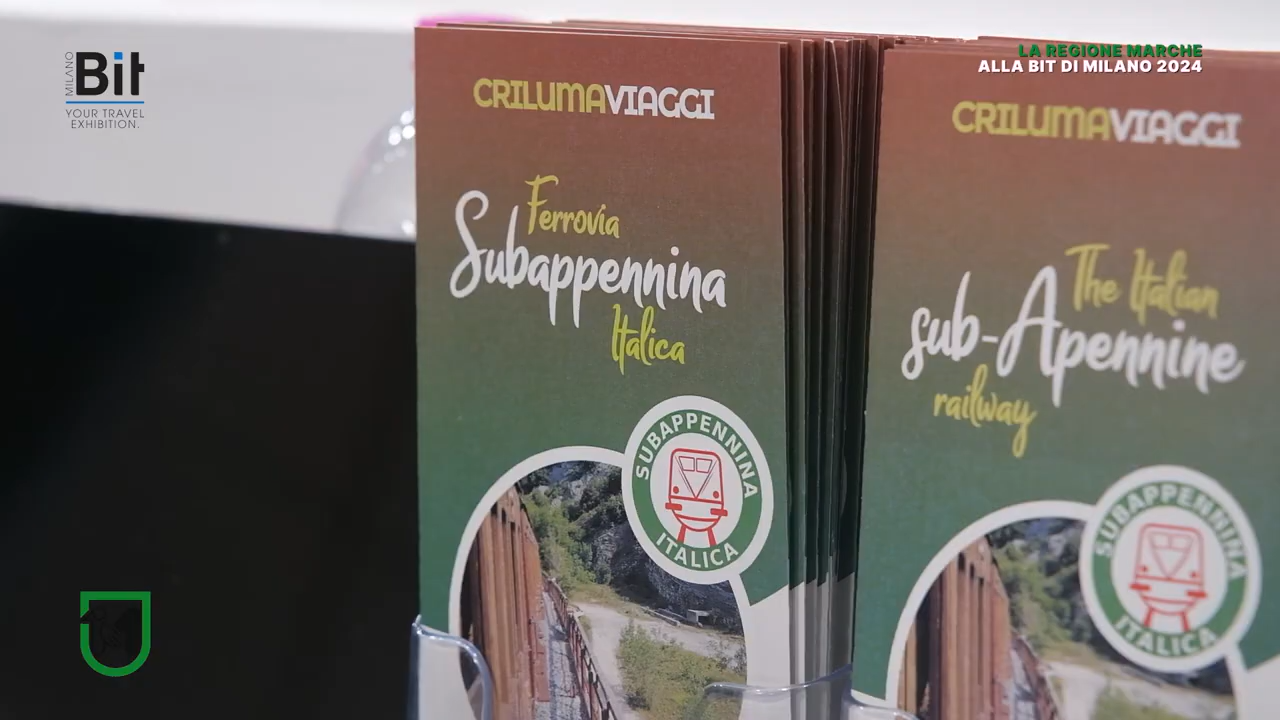 MILANO
Bit
YOUR TRAVEL
EXHIBITION.
LA REGIONE MARCHE
ALLA BIT DI MILANO 2024
CRILUMAVIAGGI
Ferrovia
Subappennina
Italica
SUBAPPENNINA
ITALICA
CRILUMAVIAGGI
The Italian
sub-Apennine
railway
SUBAPPENNINA
ITALICA